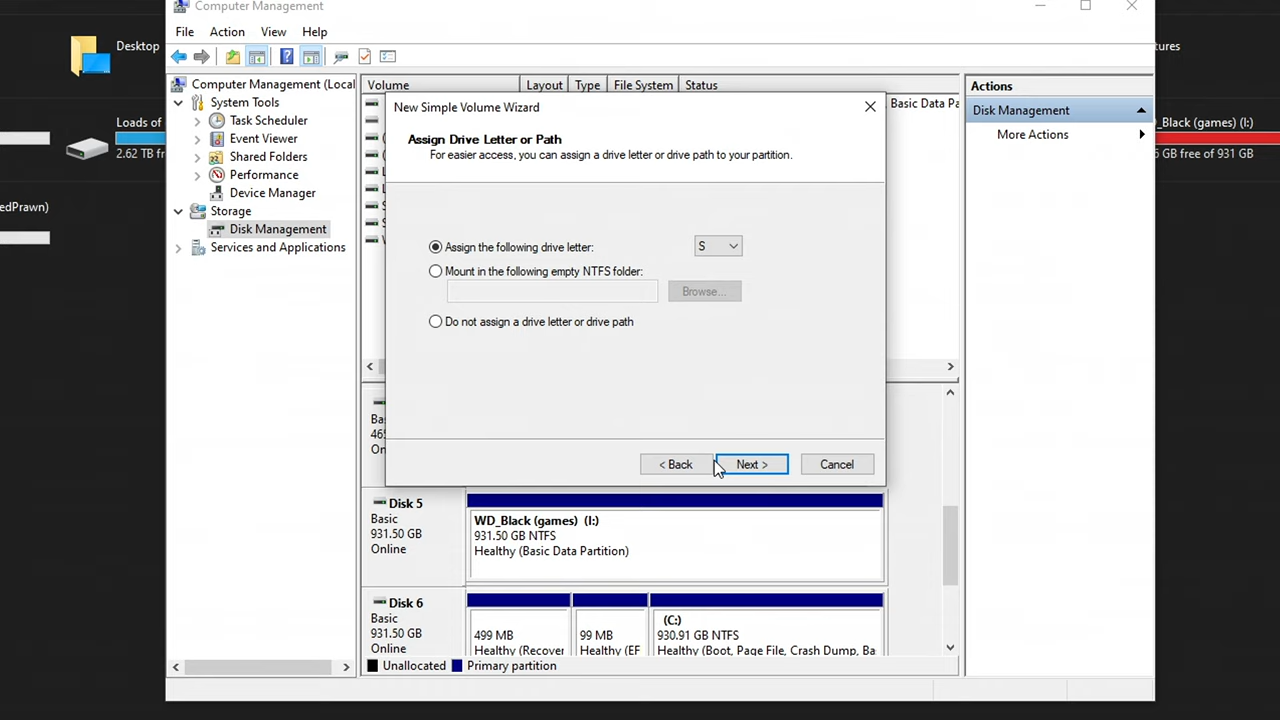 Computer Management
File Action View Help
Desktop
Loads of
2.62 TB fr
edPrawn)
Computer Management (Local
System Tools
Task Scheduler
Event Viewer
Shared Folders
Performance
Device Manager
Storage
Disk Management
Services and Applications
Volume Layout Type File System Status
Basic Data Pa
New Simple Volume Wizard
Assign Drive Letter or Path
For easier access, you can assign a drive letter or drive path to your partition.
Assign the following drive letter: S
Mount in the following empty NTFS folder:
Browse...
Do not assign a drive letter or drive path
< Back Next > Cancel
Ba
465
On
Disk 5
Basic
931.50 GB
Online
WD_Black (games) (I:)
931.50 GB NTFS
Healthy (Basic Data Partition)
Disk 6
Basic
931.50 GB
Online
499 MB
Healthy (Recover
99 MB
Healthy (EF
(C:)
930.91 GB NTFS
Healthy (Boot, Page File, Crash Dump, Ba
Unallocated Primary partition
Actions
Disk Management
More Actions
tures
_Black (games) (I:)
GB free of 931 GB